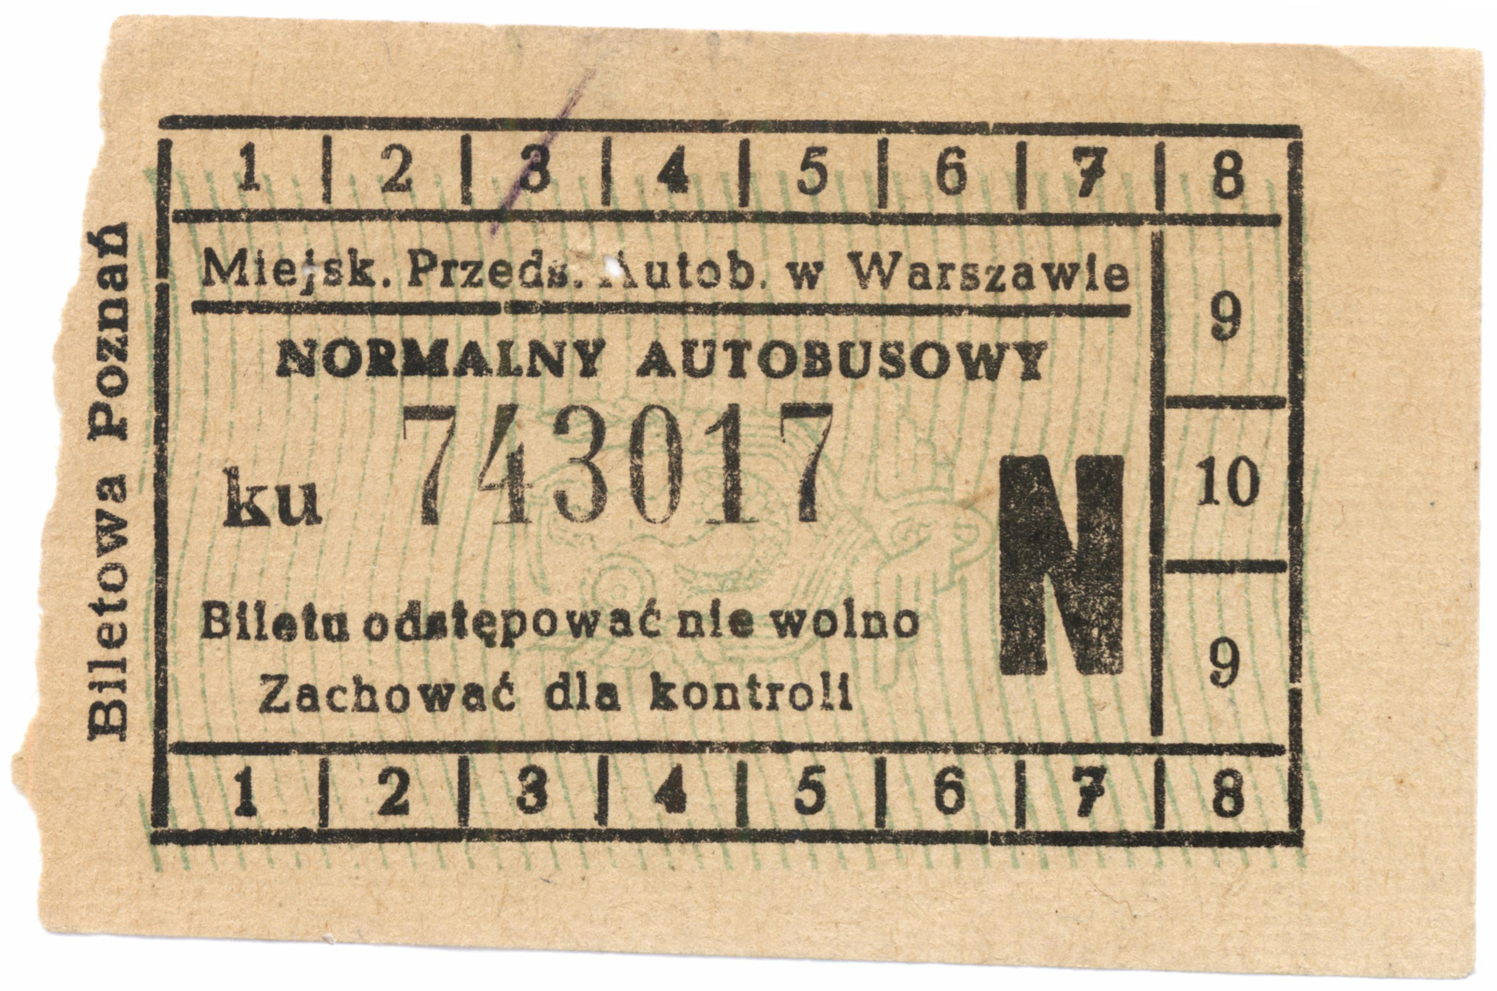 1 2 3 4 5 6 7 8
Miejsk. Przeds. Autob. w Warszawie
9
NORMALNY AUTOBUSOWY
ku 743017
N
10
Biletu odstępować nie wolno
Zachować dla kontroli
9
1 2 3 4 5 6 7 8
Biletowa Poznań